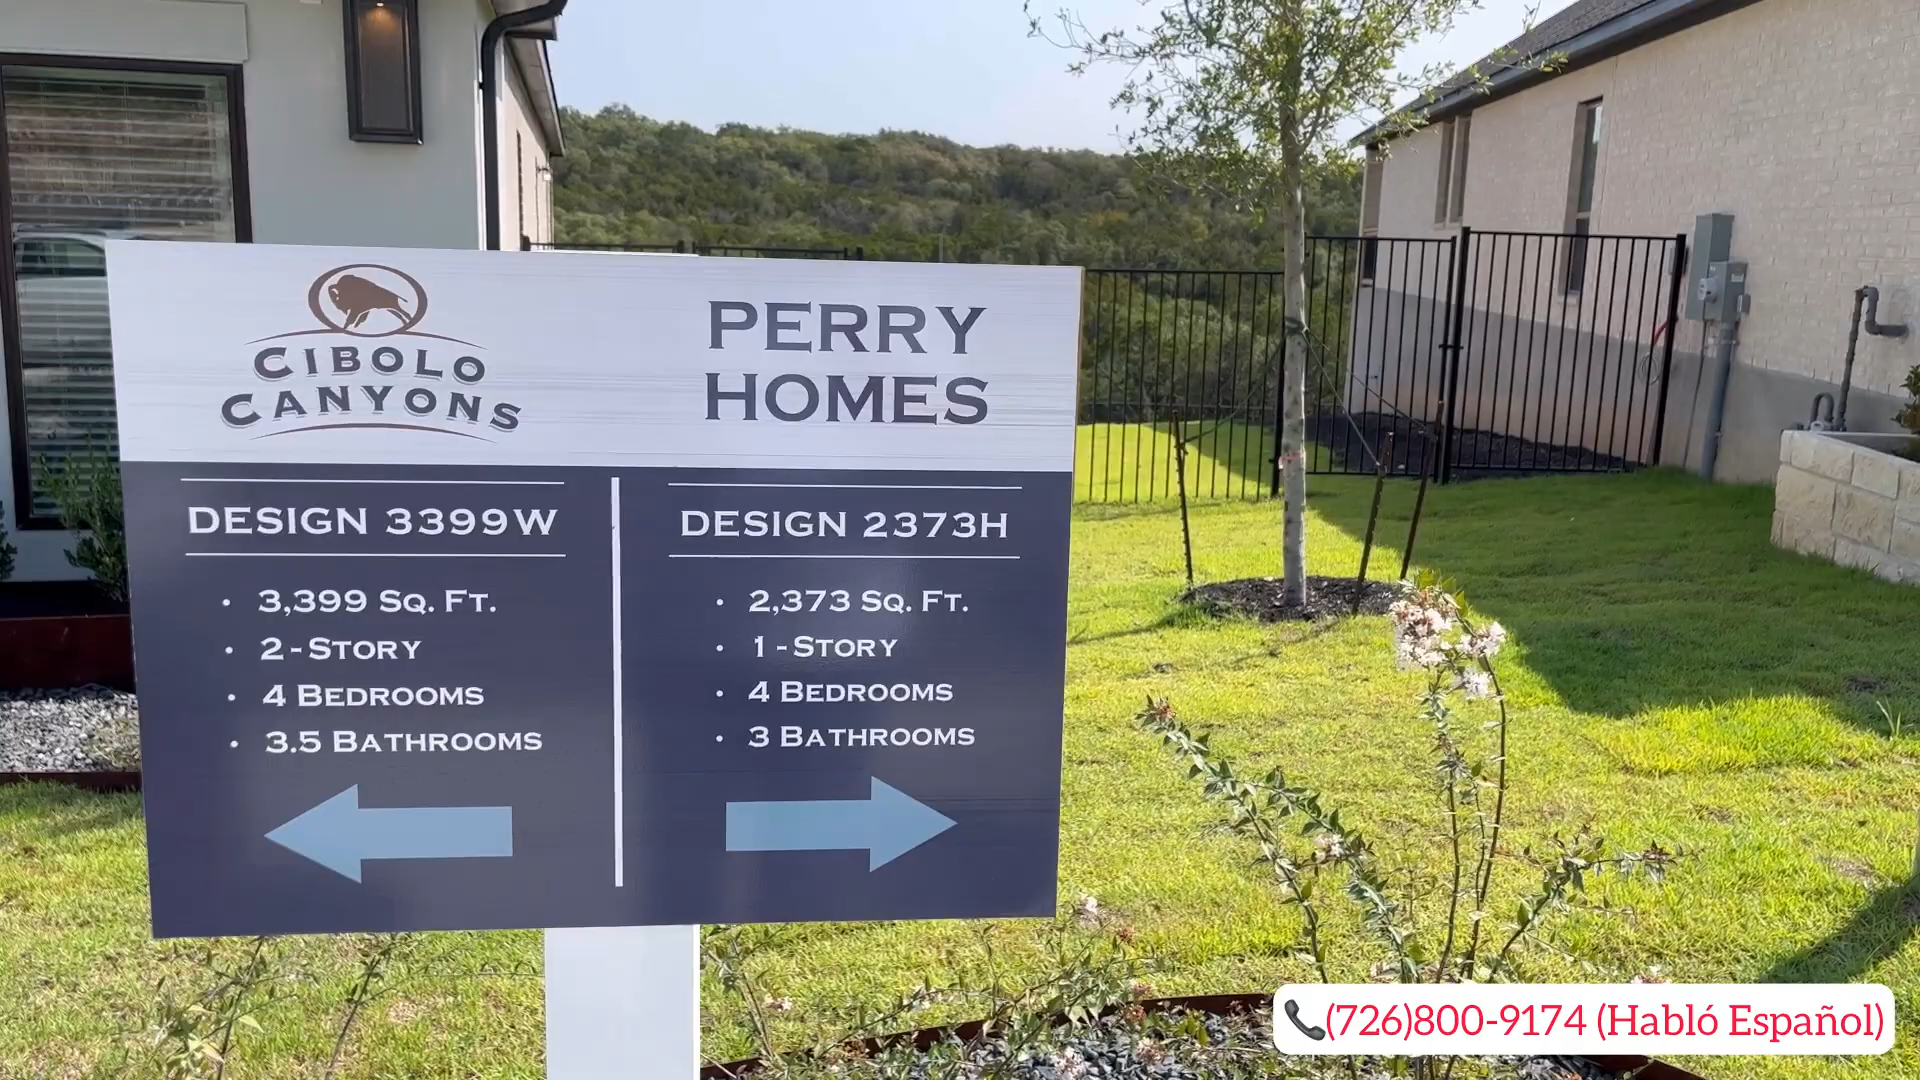 CIBOLO
CANYONS
PERRY
HOMES
DESIGN 3399W
• 3,399 SQ. FT.
• 2-STORY
• 4 BEDROOMS
• 3.5 BATHROOMS
DESIGN 2373H
• 2,373 SQ. FT.
• 1-STORY
• 4 BEDROOMS
• 3 BATHROOMS
📞(726)800-9174 (Habló Español)